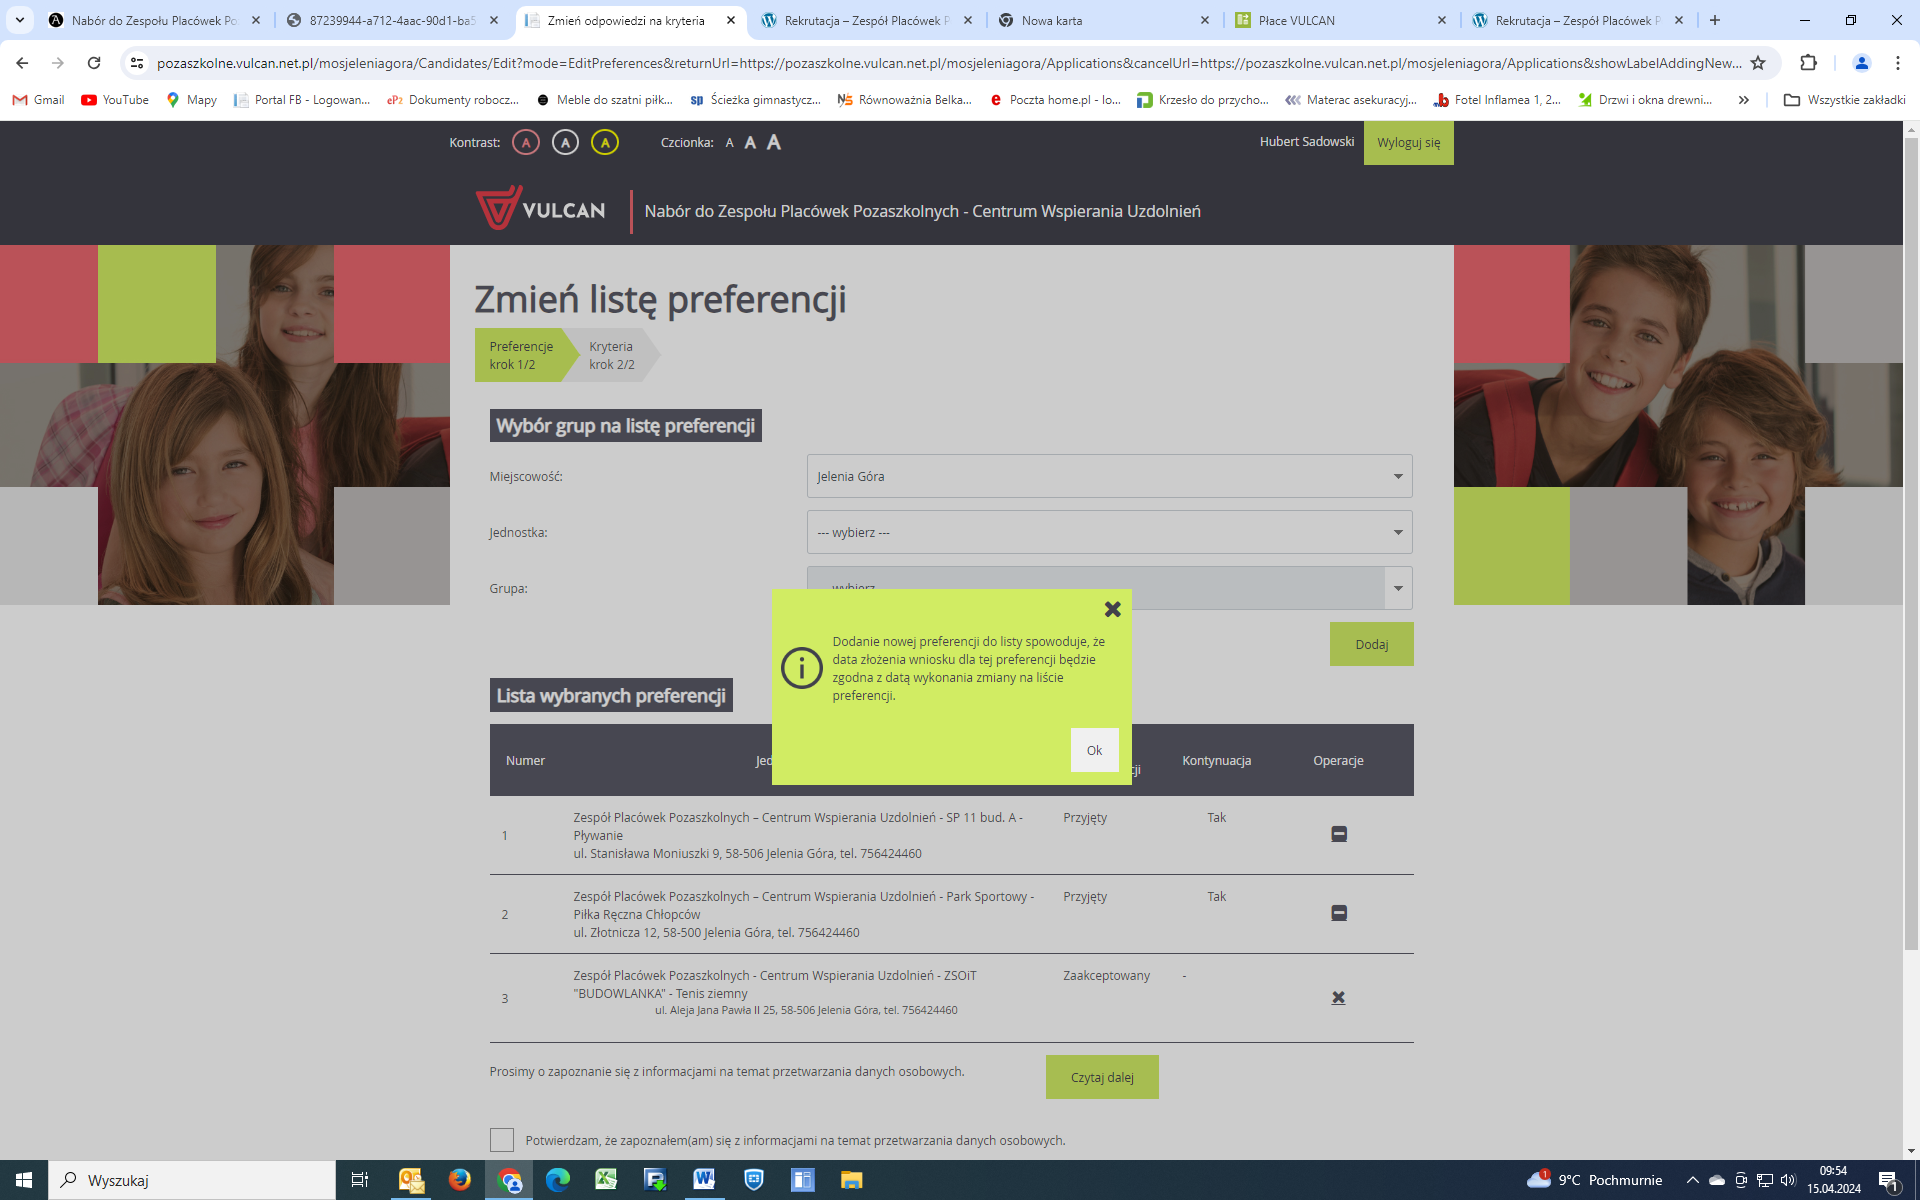 Nabór do Zespołu Placówek Po
87239944-a712-4aac-90d1-ba5
Zmień odpowiedzi na kryteria
Rekrutacja – Zespół Placówek P
Nowa karta
Płace VULCAN
Rekrutacja – Zespół Placówek P
pozaszkolne.vulcan.net.pl/mosjeleniagora/Candidates/Edit?mode=EditPreferences&returnUrl=https://pozaszkolne.vulcan.net.pl/mosjeleniagora/Applications&cancelUrl=https://pozaszkolne.vulcan.net.pl/mosjeleniagora/Applications&showLabelAddingNew...
Gmail
YouTube
Mapy
Portal FB - Logowan...
Dokumenty robocz...
Meble do szatni piłk...
Ścieżka gimnastycz...
Równoważnia Belka...
Poczta home.pl - lo...
Krzesło do przycho...
Materac asekuracyj...
Fotel Inflamea 1, 2...
Drzwi i okna drewni...
Wszystkie zakładki
Kontrast: A A A Czcionka: A A A
Hubert Sadowski
Wyloguj się
VULCAN
Nabór do Zespołu Placówek Pozaszkolnych - Centrum Wspierania Uzdolnień
Zmień listę preferencji
Preferencje
krok 1/2
Kryteria
krok 2/2
Wybór grup na listę preferencji
Miejscowość:
Jelenia Góra
Jednostka:
--- wybierz ---
Grupa:
Dodanie nowej preferencji do listy spowoduje, że
data złożenia wniosku dla tej preferencji będzie
zgodna z datą wykonania zmiany na liście
preferencji.
Ok
Dodaj
Lista wybranych preferencji
Numer
Jed
cji
Kontynuacja
Operacje
1
Zespół Placówek Pozaszkolnych – Centrum Wspierania Uzdolnień - SP 11 bud. A -
Pływanie
ul. Stanisława Moniuszki 9, 58-506 Jelenia Góra, tel. 756424460
Przyjęty
Tak
2
Zespół Placówek Pozaszkolnych – Centrum Wspierania Uzdolnień - Park Sportowy -
Piłka Ręczna Chłopców
ul. Złotnicza 12, 58-500 Jelenia Góra, tel. 756424460
Przyjęty
Tak
3
Zespół Placówek Pozaszkolnych - Centrum Wspierania Uzdolnień - ZSOiT
"BUDOWLANKA" - Tenis ziemny
ul. Aleja Jana Pawła II 25, 58-506 Jelenia Góra, tel. 756424460
Zaakceptowany
-
Prosimy o zapoznanie się z informacjami na temat przetwarzania danych osobowych.
Czytaj dalej
Potwierdzam, że zapoznałem(am) się z informacjami na temat przetwarzania danych osobowych.
Wyszukaj
1
9°C Pochmurnie
09:54
15.04.2024
1